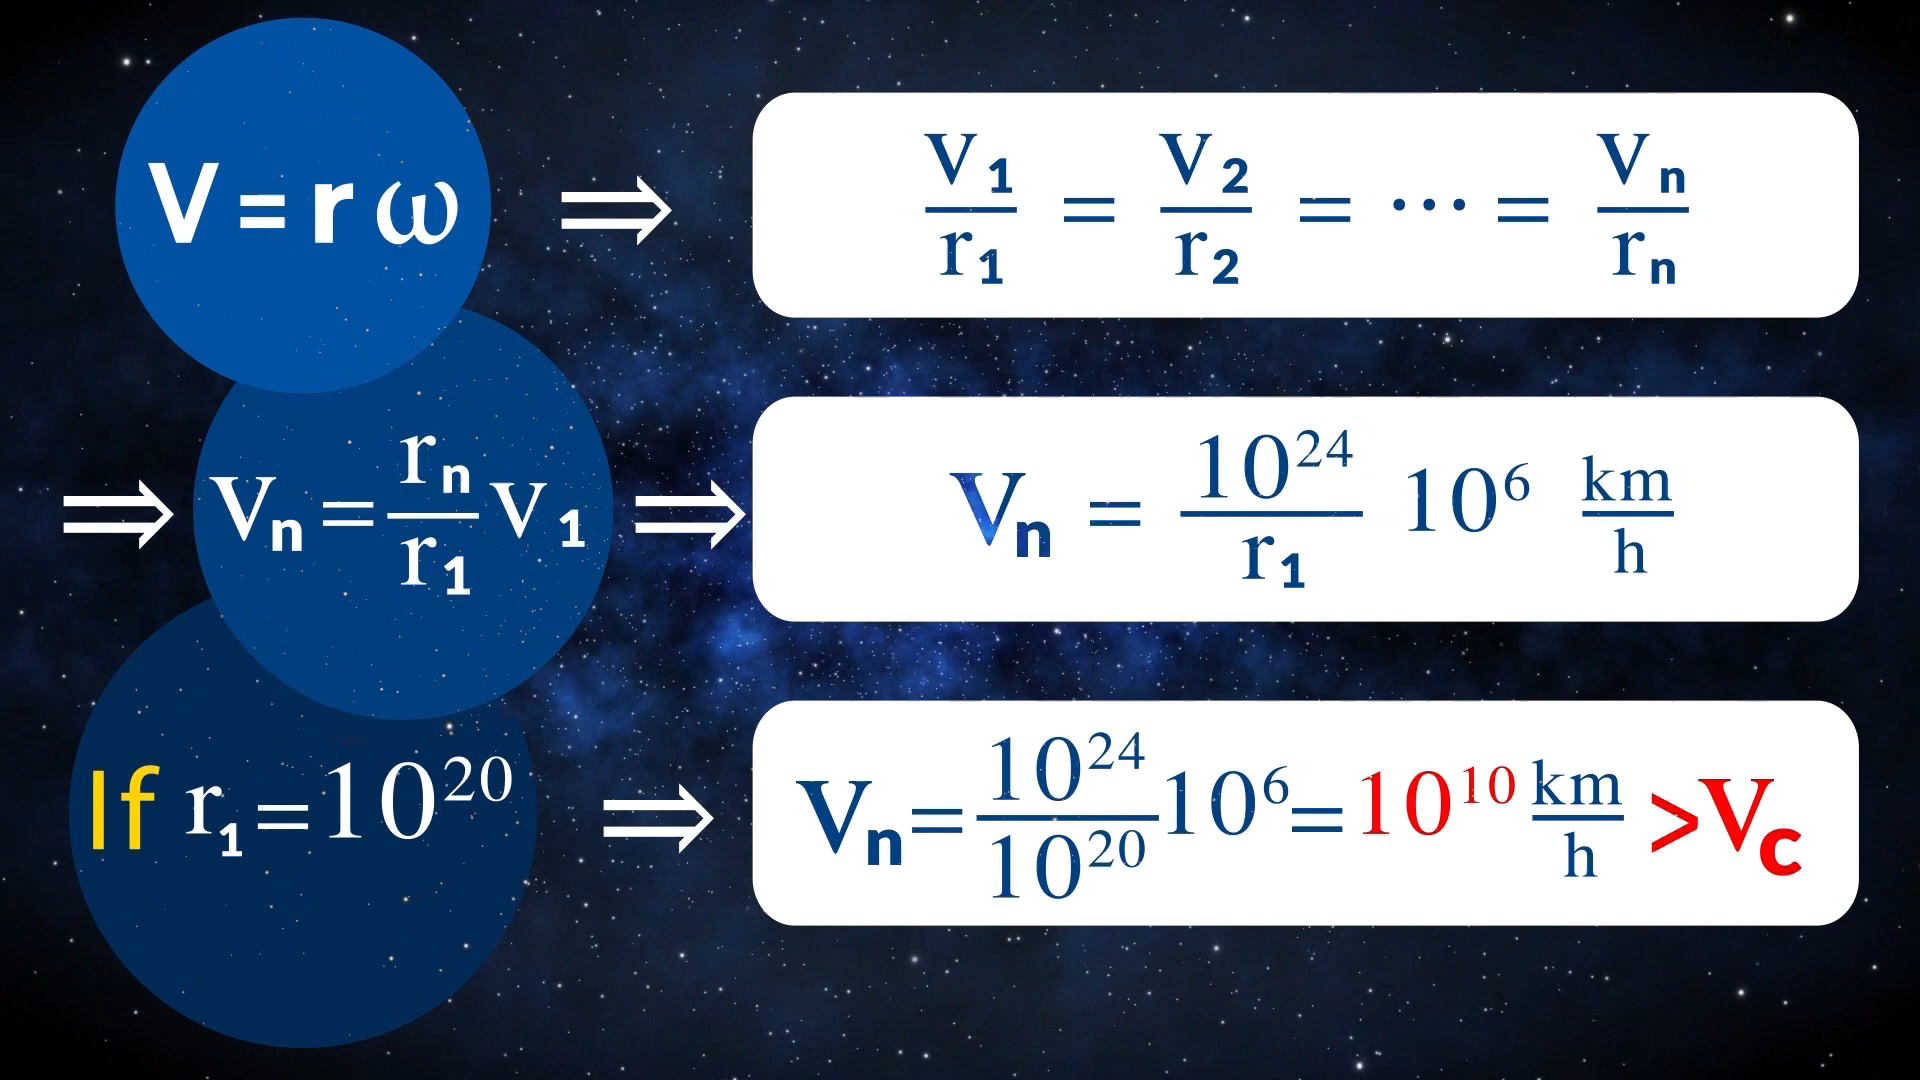 V = r ω ⇒ V₁/r₁ = V₂/r₂ = ··· = Vₙ/rₙ
⇒ Vₙ = rₙ/r₁ V₁ ⇒ Vₙ = 10²⁴/r₁ 10⁶ km/h
If r₁ = 10²⁰ ⇒ Vₙ = 10²⁴/10²⁰ 10⁶ = 10¹⁰ km/h > V꜀